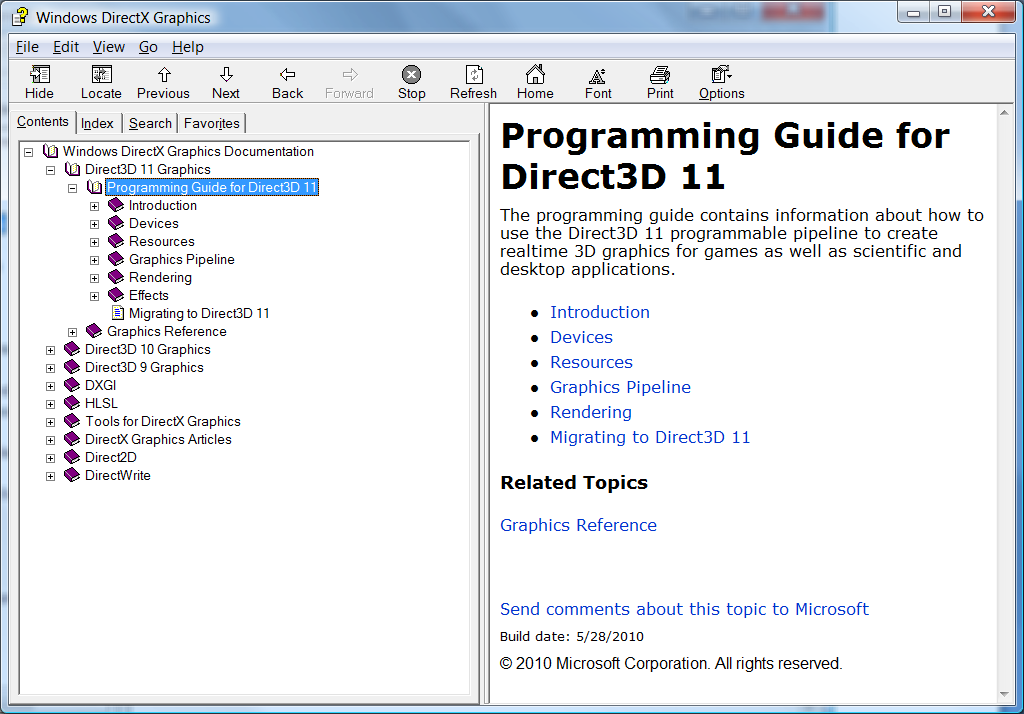 Windows DirectX Graphics
File Edit View Go Help
Hide Locate Previous Next Back Forward Stop Refresh Home Font Print Options
Contents Index Search Favorites
Windows DirectX Graphics Documentation
Direct3D 11 Graphics
Programming Guide for Direct3D 11
Introduction
Devices
Resources
Graphics Pipeline
Rendering
Effects
Migrating to Direct3D 11
Graphics Reference
Direct3D 10 Graphics
Direct3D 9 Graphics
DXGI
HLSL
Tools for DirectX Graphics
DirectX Graphics Articles
Direct2D
DirectWrite
Programming Guide for
Direct3D 11
The programming guide contains information about how to
use the Direct3D 11 programmable pipeline to create
realtime 3D graphics for games as well as scientific and
desktop applications.
Introduction
Devices
Resources
Graphics Pipeline
Rendering
Migrating to Direct3D 11
Related Topics
Graphics Reference
Send comments about this topic to Microsoft
Build date: 5/28/2010
© 2010 Microsoft Corporation. All rights reserved.